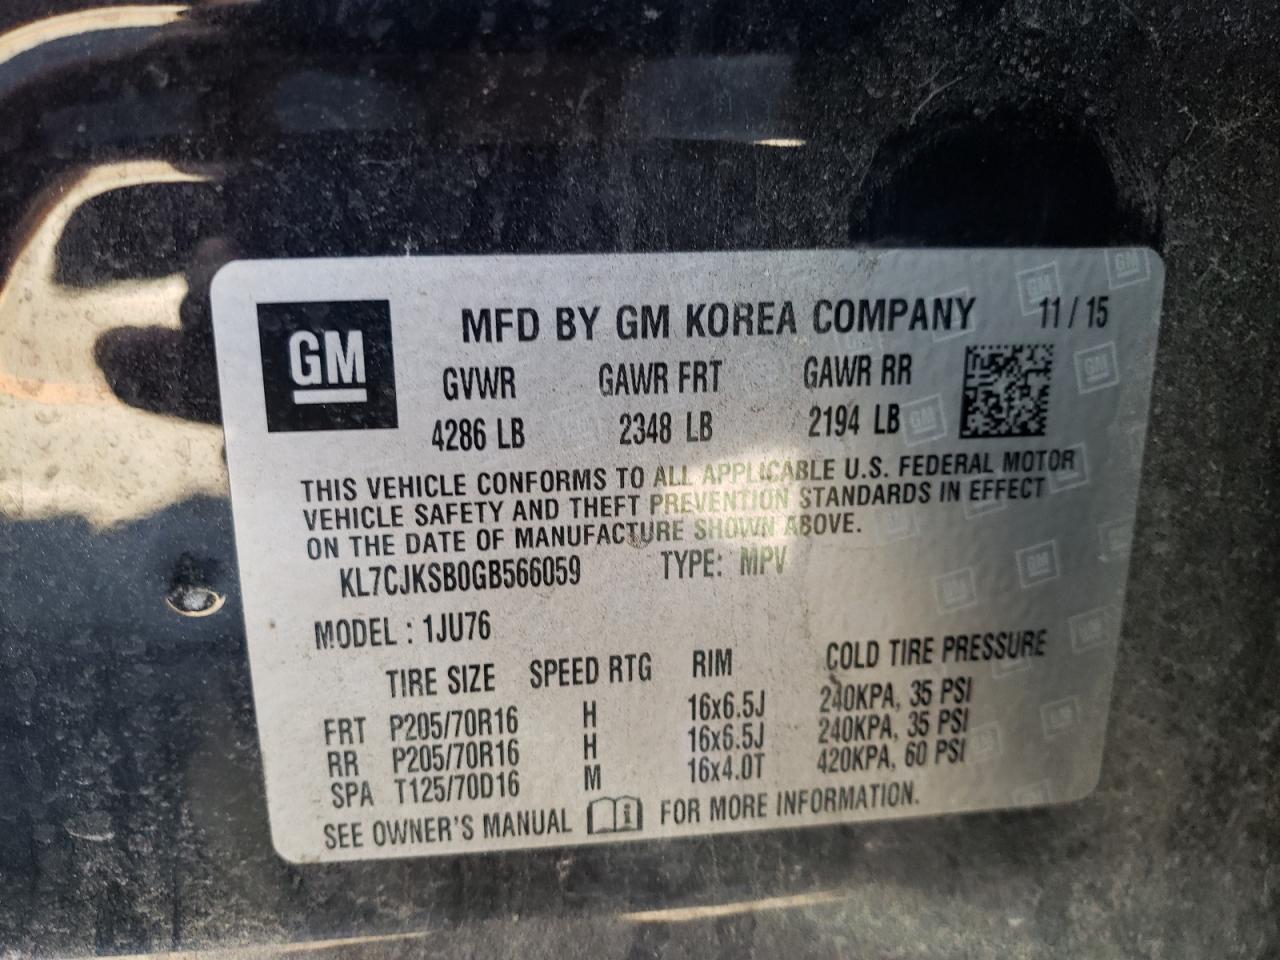 GM
MFD BY GM KOREA COMPANY 11 / 15
GVWR GAWR FRT GAWR RR
4286 LB 2348 LB 2194 LB
THIS VEHICLE CONFORMS TO ALL APPLICABLE U.S. FEDERAL MOTOR
VEHICLE SAFETY AND THEFT PREVENTION STANDARDS IN EFFECT
ON THE DATE OF MANUFACTURE SHOWN ABOVE.
KL7CJKSB0GB566059 TYPE: MPV
MODEL : 1JU76
TIRE SIZE SPEED RTG RIM COLD TIRE PRESSURE
FRT P205/70R16 H 16x6.5J 240KPA, 35 PSI
RR P205/70R16 H 16x6.5J 240KPA, 35 PSI
SPA T125/70D16 M 16x4.0T 420KPA, 60 PSI
SEE OWNER'S MANUAL FOR MORE INFORMATION.